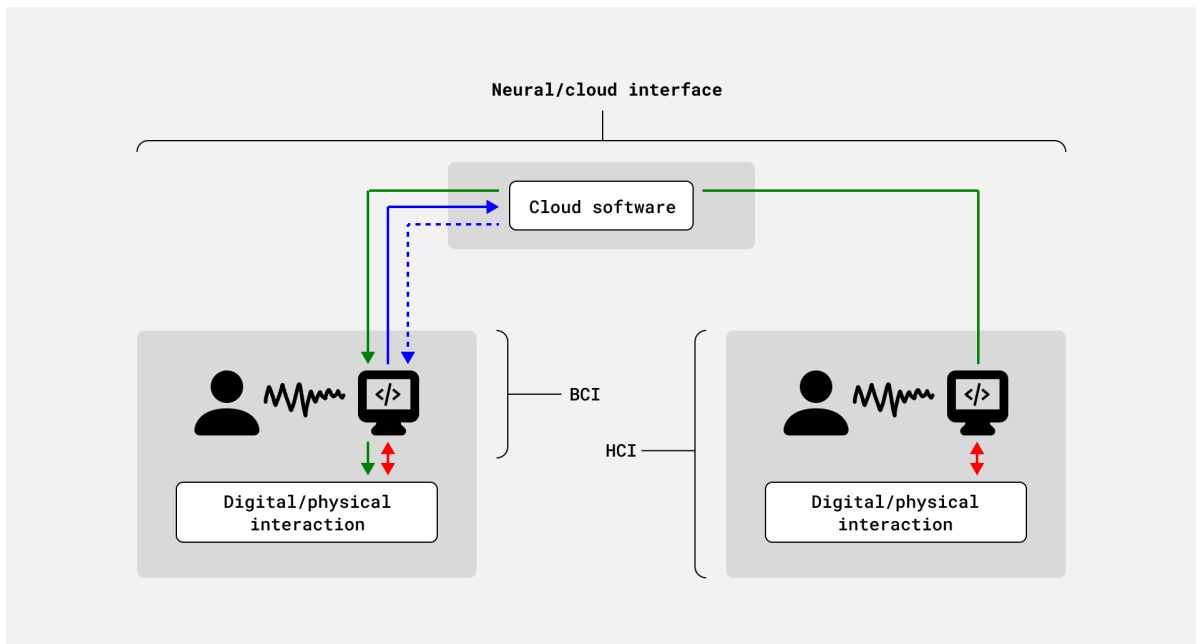 Neural/cloud interface
Cloud software
</>
</>
BCI
HCI
Digital/physical
interaction
Digital/physical
interaction